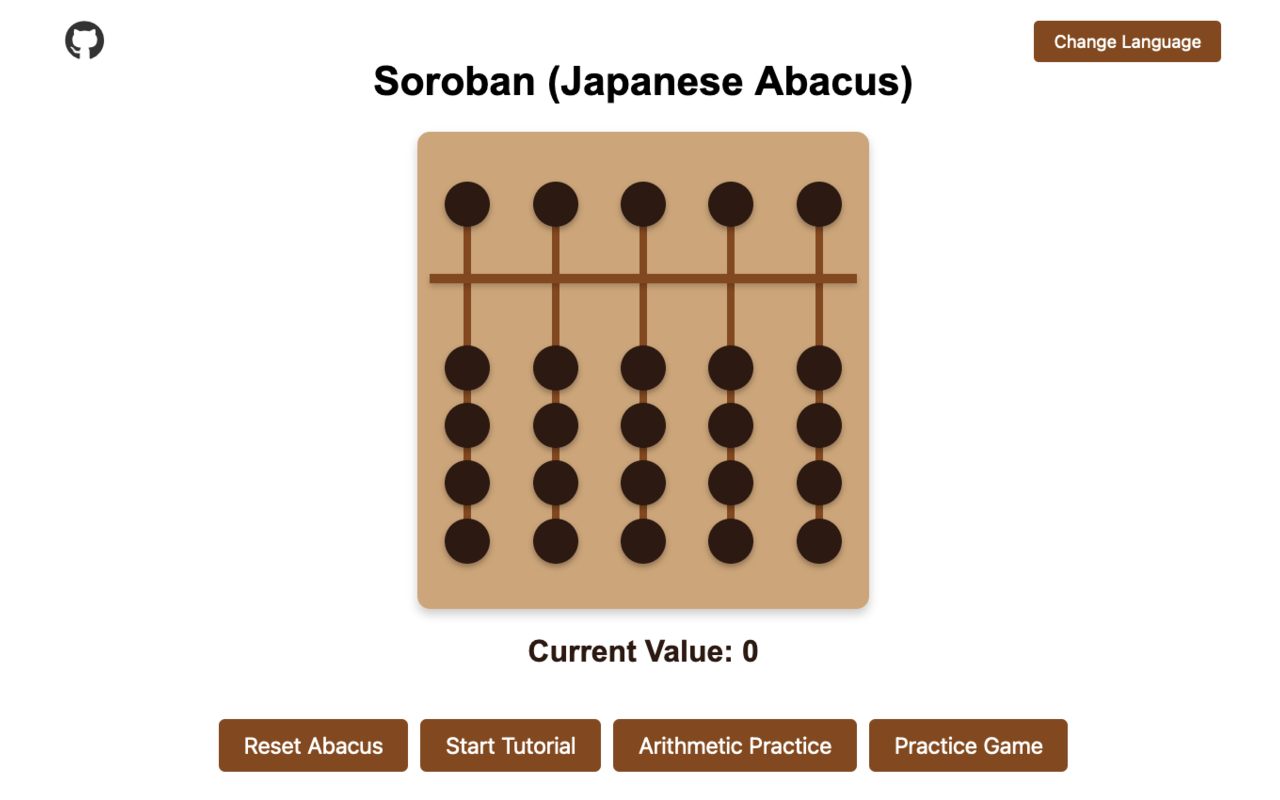 Change Language
Soroban (Japanese Abacus)
Current Value: 0
Reset Abacus
Start Tutorial
Arithmetic Practice
Practice Game